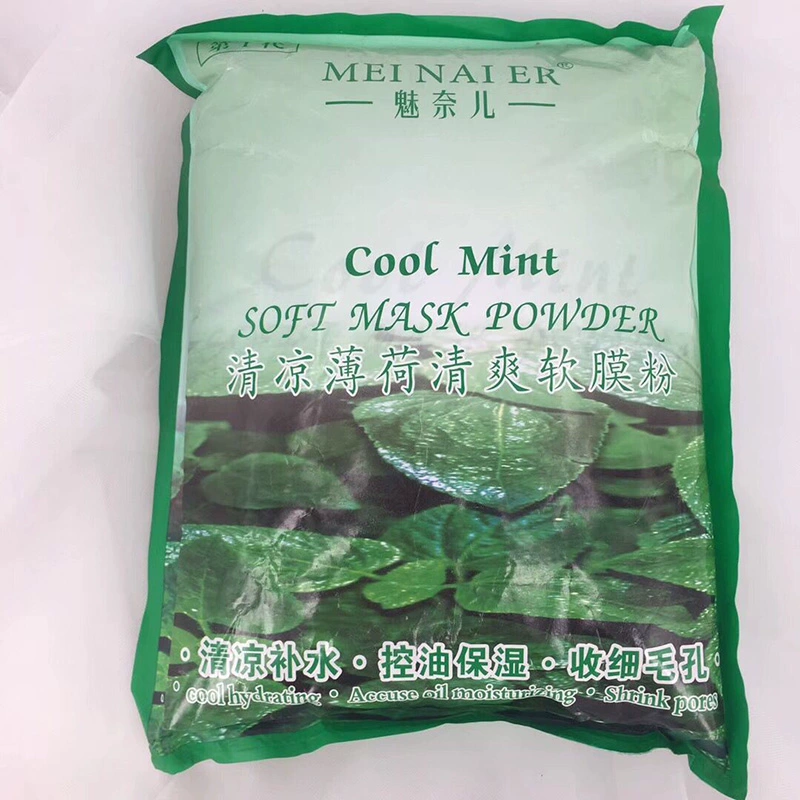 MEI NAI ER®
魅奈儿
Cool Mint
SOFT MASK POWDER
清凉薄荷清爽软膜粉
·清凉补水·控油保湿·收细毛孔·
·cool hydrating·Accuse oil moisturizing·Shrink pores